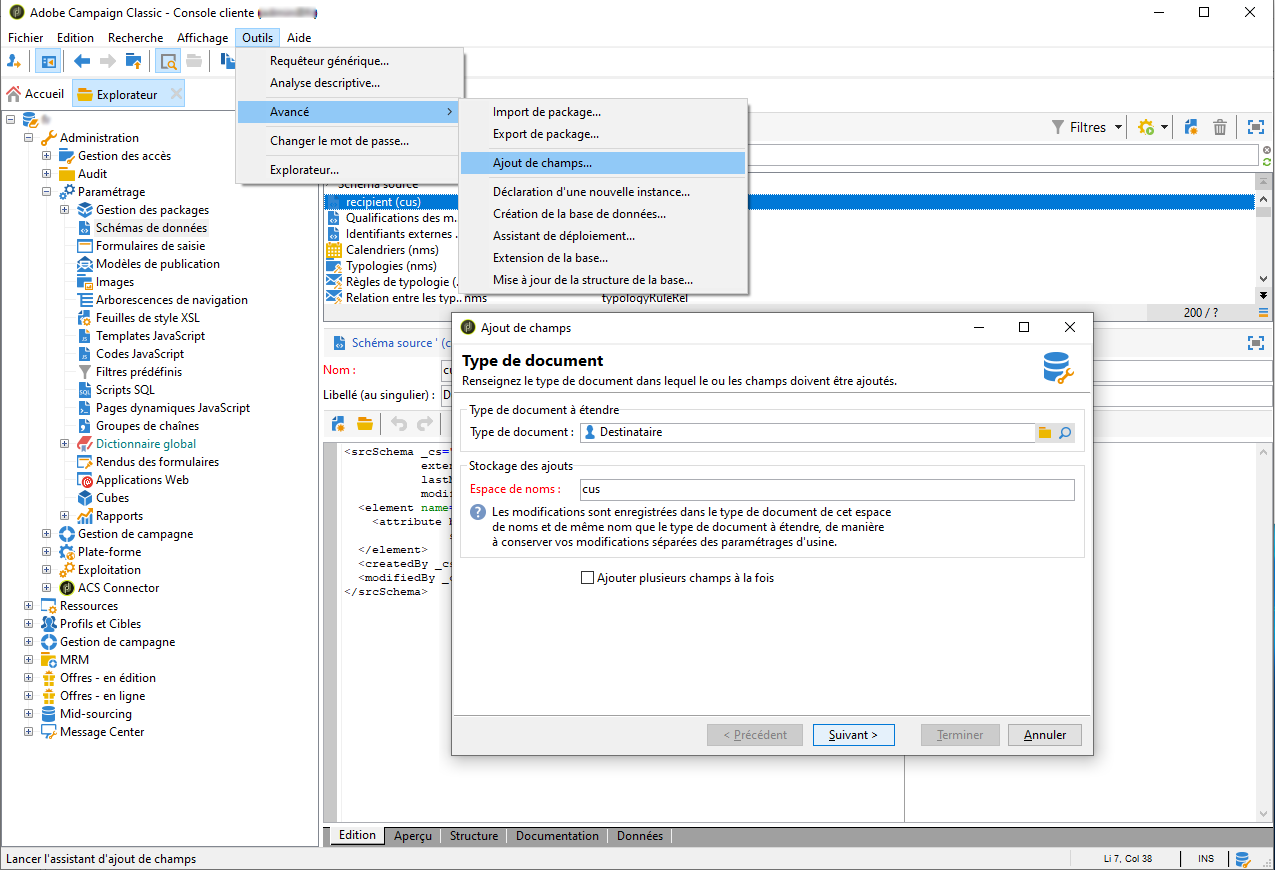 Adobe Campaign Classic - Console cliente
Fichier Edition Recherche Affichage Outils Aide
Requêteur générique...
Analyse descriptive...
Avancé
Changer le mot de passe...
Explorateur...
Import de package...
Export de package...
Ajout de champs...
Déclaration d'une nouvelle instance...
Création de la base de données...
Assistant de déploiement...
Extension de la base...
Mise à jour de la structure de la base...
Accueil Explorateur
Filtres
Administration
Gestion des accès
Audit
Paramétrage
Gestion des packages
Schémas de données
Formulaires de saisie
Modèles de publication
Images
Arborescences de navigation
Feuilles de style XSL
Templates JavaScript
Codes JavaScript
Filtres prédéfinis
Scripts SQL
Pages dynamiques JavaScript
Groupes de chaînes
Dictionnaire global
Rendus des formulaires
Applications Web
Cubes
Rapports
Gestion de campagne
Plate-forme
Exploitation
ACS Connector
Ressources
Profils et Cibles
Gestion de campagne
MRM
Offres - en édition
Offres - en ligne
Mid-sourcing
Message Center
Schéma source
recipient (cus)
Qualifications des m.
Identifiants externes .
Calendriers (nms)
Typologies (nms)
Règles de typologie (.
Relation entre les typ.. nms typologyRuleRel
200 / ?
Schéma source ' (c
Nom :
Libellé (au singulier) : D
<srcSchema _cs="
exter
lastM
modif
<element name=
<attribute
</element>
<createdBy _cs
<modifiedBy _c
</srcSchema>
Ajout de champs
Type de document
Renseignez le type de document dans lequel le ou les champs doivent être ajoutés.
Type de document à étendre
Type de document : Destinataire
Stockage des ajouts
Espace de noms : cus
Les modifications sont enregistrées dans le type de document de cet espace
de noms et de même nom que le type de document à étendre, de manière
à conserver vos modifications séparées des paramétrages d'usine.
Ajouter plusieurs champs à la fois
< Précédent Suivant > Terminer Annuler
Edition Aperçu Structure Documentation Données
Lancer l'assistant d'ajout de champs
Li 7, Col 38 INS